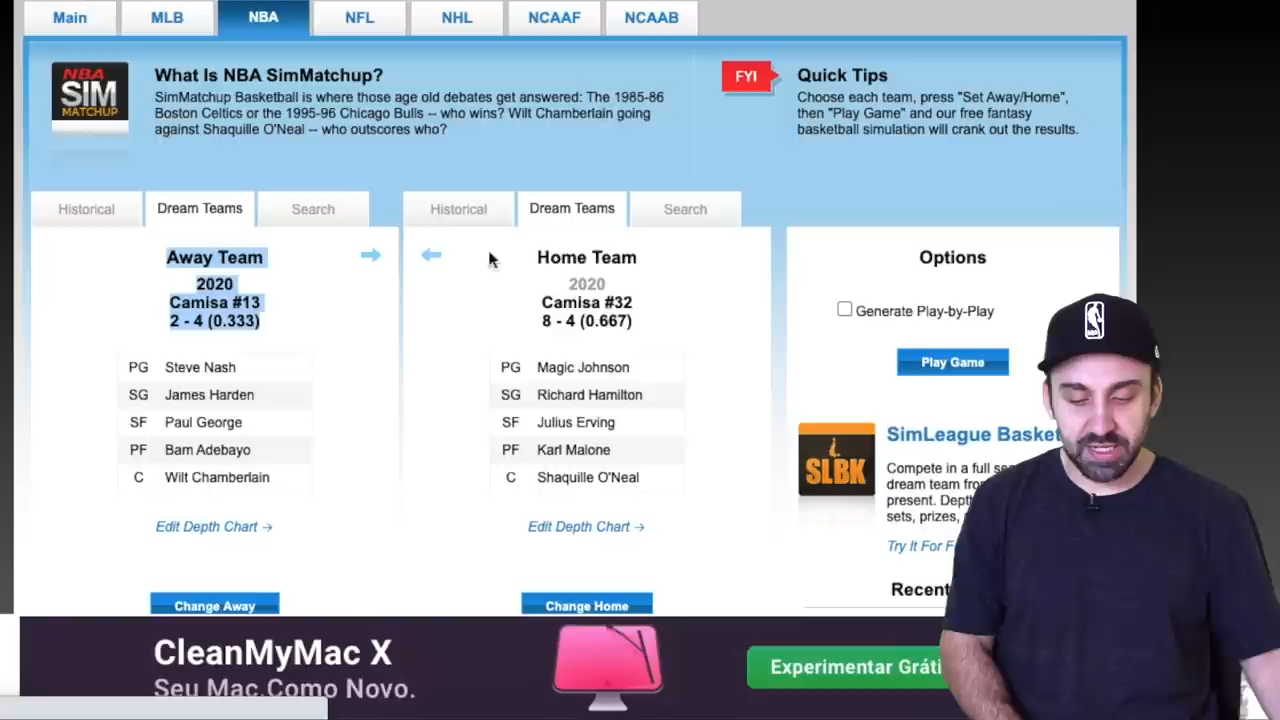 Main
MLB
NBA
NFL
NHL
NCAAF
NCAAB
NBA
SIM
MATCHUP
What Is NBA SimMatchup?
SimMatchup Basketball is where those age old debates get answered: The 1985-86
Boston Celtics or the 1995-96 Chicago Bulls -- who wins? Wilt Chamberlain going
against Shaquille O'Neal -- who outscores who?
FYI
Quick Tips
Choose each team, press "Set Away/Home",
then "Play Game" and our free fantasy
basketball simulation will crank out the results.
Historical
Dream Teams
Search
Away Team
2020
Camisa #13
2 - 4 (0.333)
PG Steve Nash
SG James Harden
SF Paul George
PF Bam Adebayo
C Wilt Chamberlain
Edit Depth Chart →
Change Away
Historical
Dream Teams
Search
Home Team
2020
Camisa #32
8 - 4 (0.667)
PG Magic Johnson
SG Richard Hamilton
SF Julius Erving
PF Karl Malone
C Shaquille O'Neal
Edit Depth Chart →
Change Home
Options
Generate Play-by-Play
Play Game
SLBK
SimLeague Basket
Compete in a full
dream team
present. Depth
sets, prizes,
Try It For
Recent
CleanMyMac X
Seu Mac.Como Novo.
Experimentar Gráti